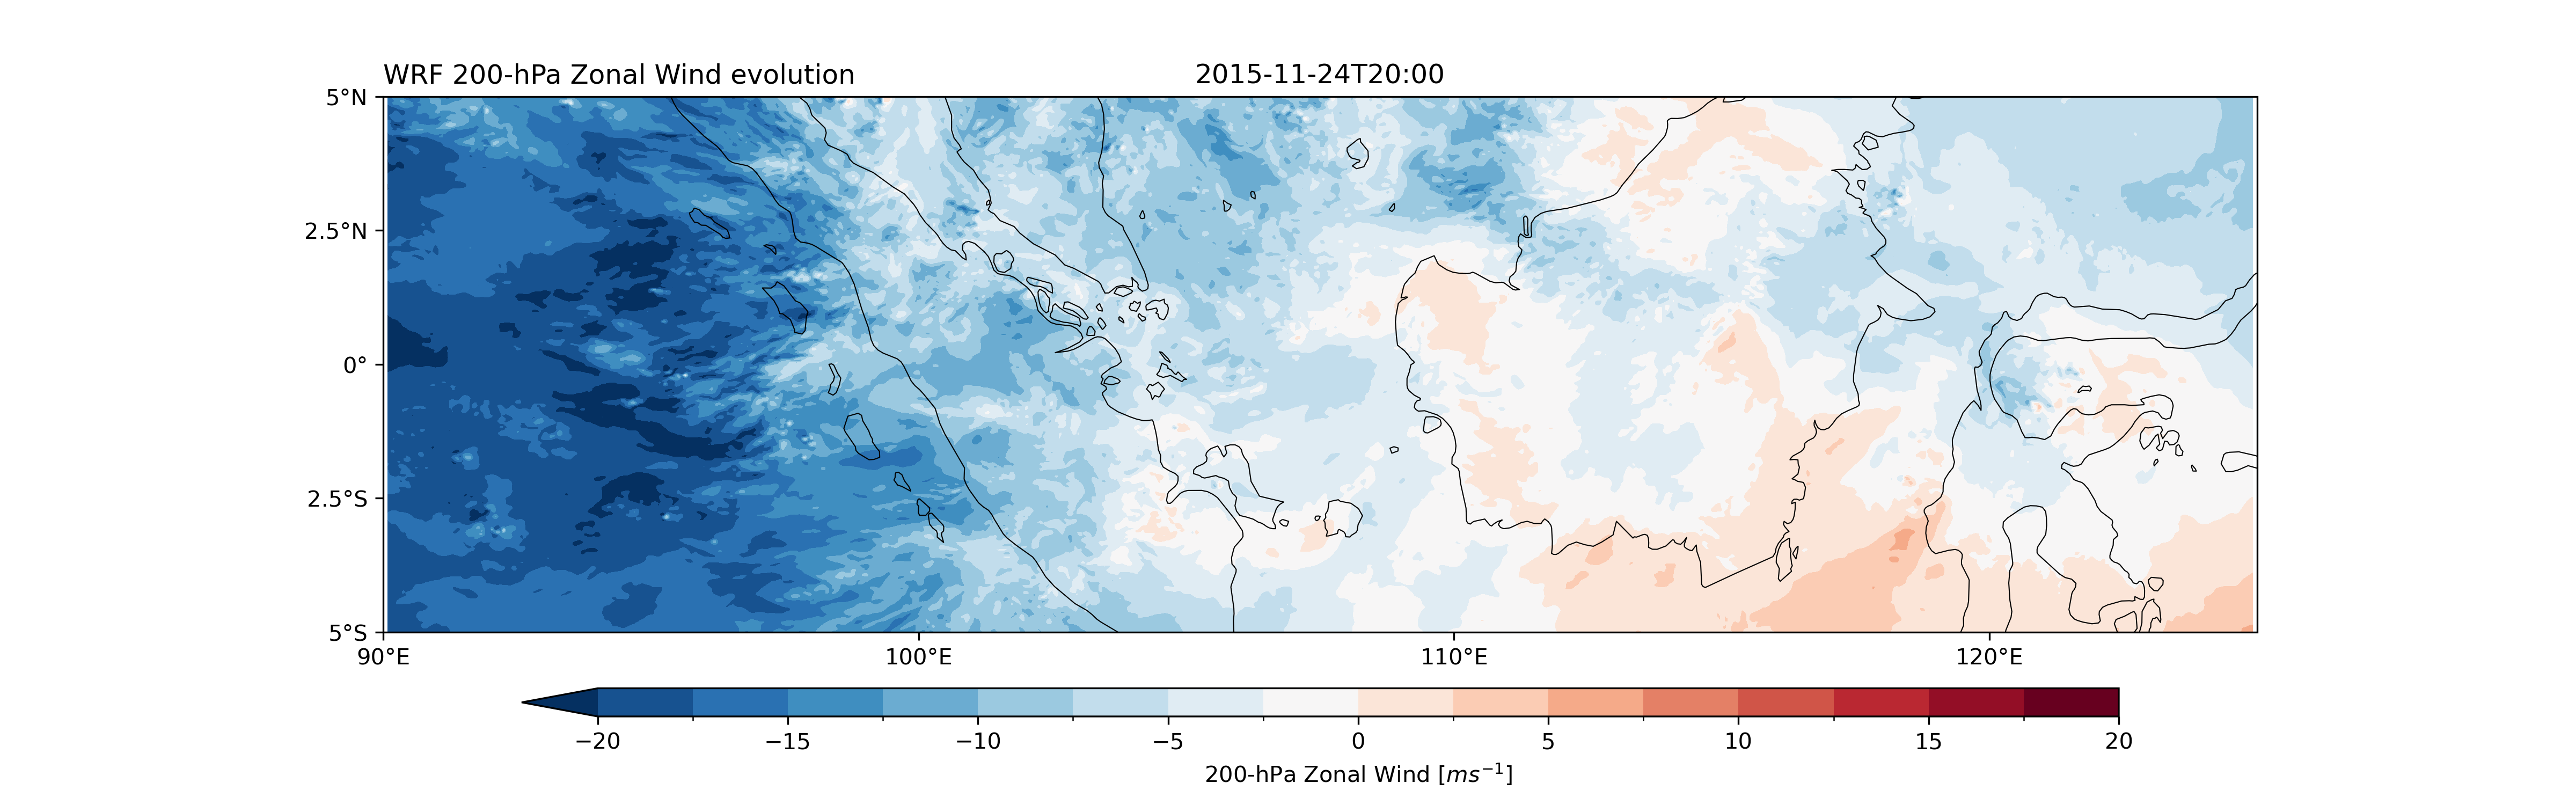 WRF 200-hPa Zonal Wind evolution 2015-11-24T20:00
5°N
2.5°N
0°
2.5°S
5°S
90°E 100°E 110°E 120°E
−20 −15 −10 −5 0 5 10 15 20
200-hPa Zonal Wind [ms⁻¹]